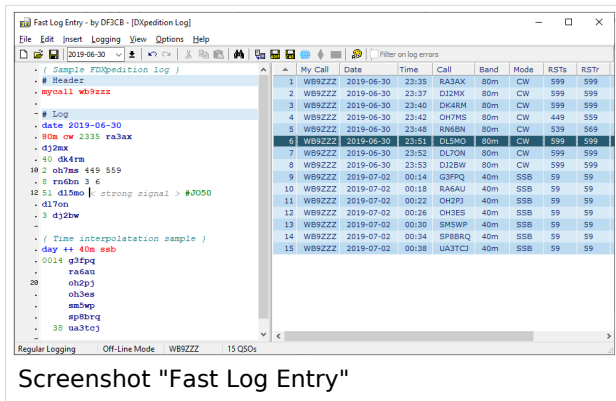 Fast Log Entry - by DF3CB - [DXpedition Log]
File Edit Insert Logging View Options Help
2019-06-30 Filter on log errors
{ Sample FDXpedition log }
# Header
mycall wb9zzz
# Log
date 2019-06-30
80m cw 2335 ra3ax
dj2mx
40 dk4rm
10 2 oh7ms 449 559
8 rn6bn 3 6
12 51 dl5mo < strong signal > #JO50
dl7on
3 dj2bw
{ Time interpolatation sample }
day ++ 40m ssb
0014 g3fpq
ra6au
20 oh2pj
oh3es
sm5wp
sp8brq
38 ua3tcj
My Call Date Time Call Band Mode RSTs RSTr
1 WB9ZZZ 2019-06-30 23:35 RA3AX 80m CW 599 599
2 WB9ZZZ 2019-06-30 23:37 DJ2MX 80m CW 599 599
3 WB9ZZZ 2019-06-30 23:40 DK4RM 80m CW 599 599
4 WB9ZZZ 2019-06-30 23:42 OH7MS 80m CW 449 559
5 WB9ZZZ 2019-06-30 23:48 RN6BN 80m CW 539 569
6 WB9ZZZ 2019-06-30 23:51 DL5MO 80m CW 599 599
7 WB9ZZZ 2019-06-30 23:52 DL7ON 80m CW 599 599
8 WB9ZZZ 2019-06-30 23:53 DJ2BW 80m CW 599 599
9 WB9ZZZ 2019-07-02 00:14 G3FPQ 40m SSB 59 59
10 WB9ZZZ 2019-07-02 00:18 RA6AU 40m SSB 59 59
11 WB9ZZZ 2019-07-02 00:22 OH2PJ 40m SSB 59 59
12 WB9ZZZ 2019-07-02 00:26 OH3ES 40m SSB 59 59
13 WB9ZZZ 2019-07-02 00:30 SM5WP 40m SSB 59 59
14 WB9ZZZ 2019-07-02 00:34 SP8BRQ 40m SSB 59 59
15 WB9ZZZ 2019-07-02 00:38 UA3TCJ 40m SSB 59 59
Regular Logging Off-Line Mode WB9ZZZ 15 QSOs
Screenshot "Fast Log Entry"